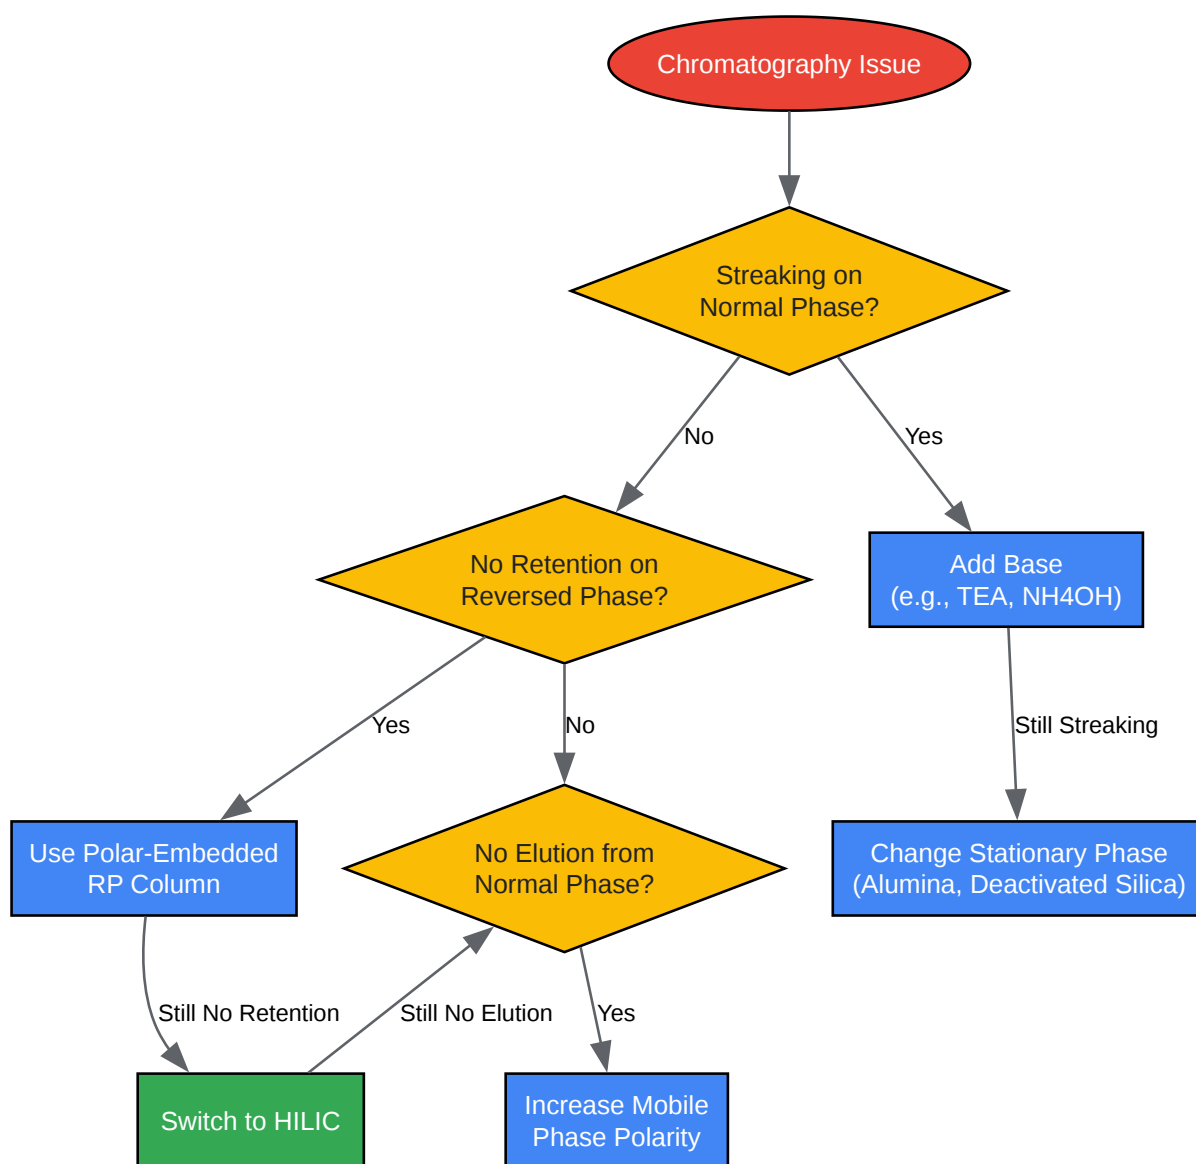 Chromatography Issue
Streaking on
Normal Phase?
No
Yes
No Retention on
Reversed Phase?
Add Base
(e.g., TEA, NH4OH)
Yes
No
Still Streaking
Use Polar-Embedded
RP Column
No Elution from
Normal Phase?
Change Stationary Phase
(Alumina, Deactivated Silica)
Still No Retention
Still No Elution
Yes
Switch to HILIC
Increase Mobile
Phase Polarity